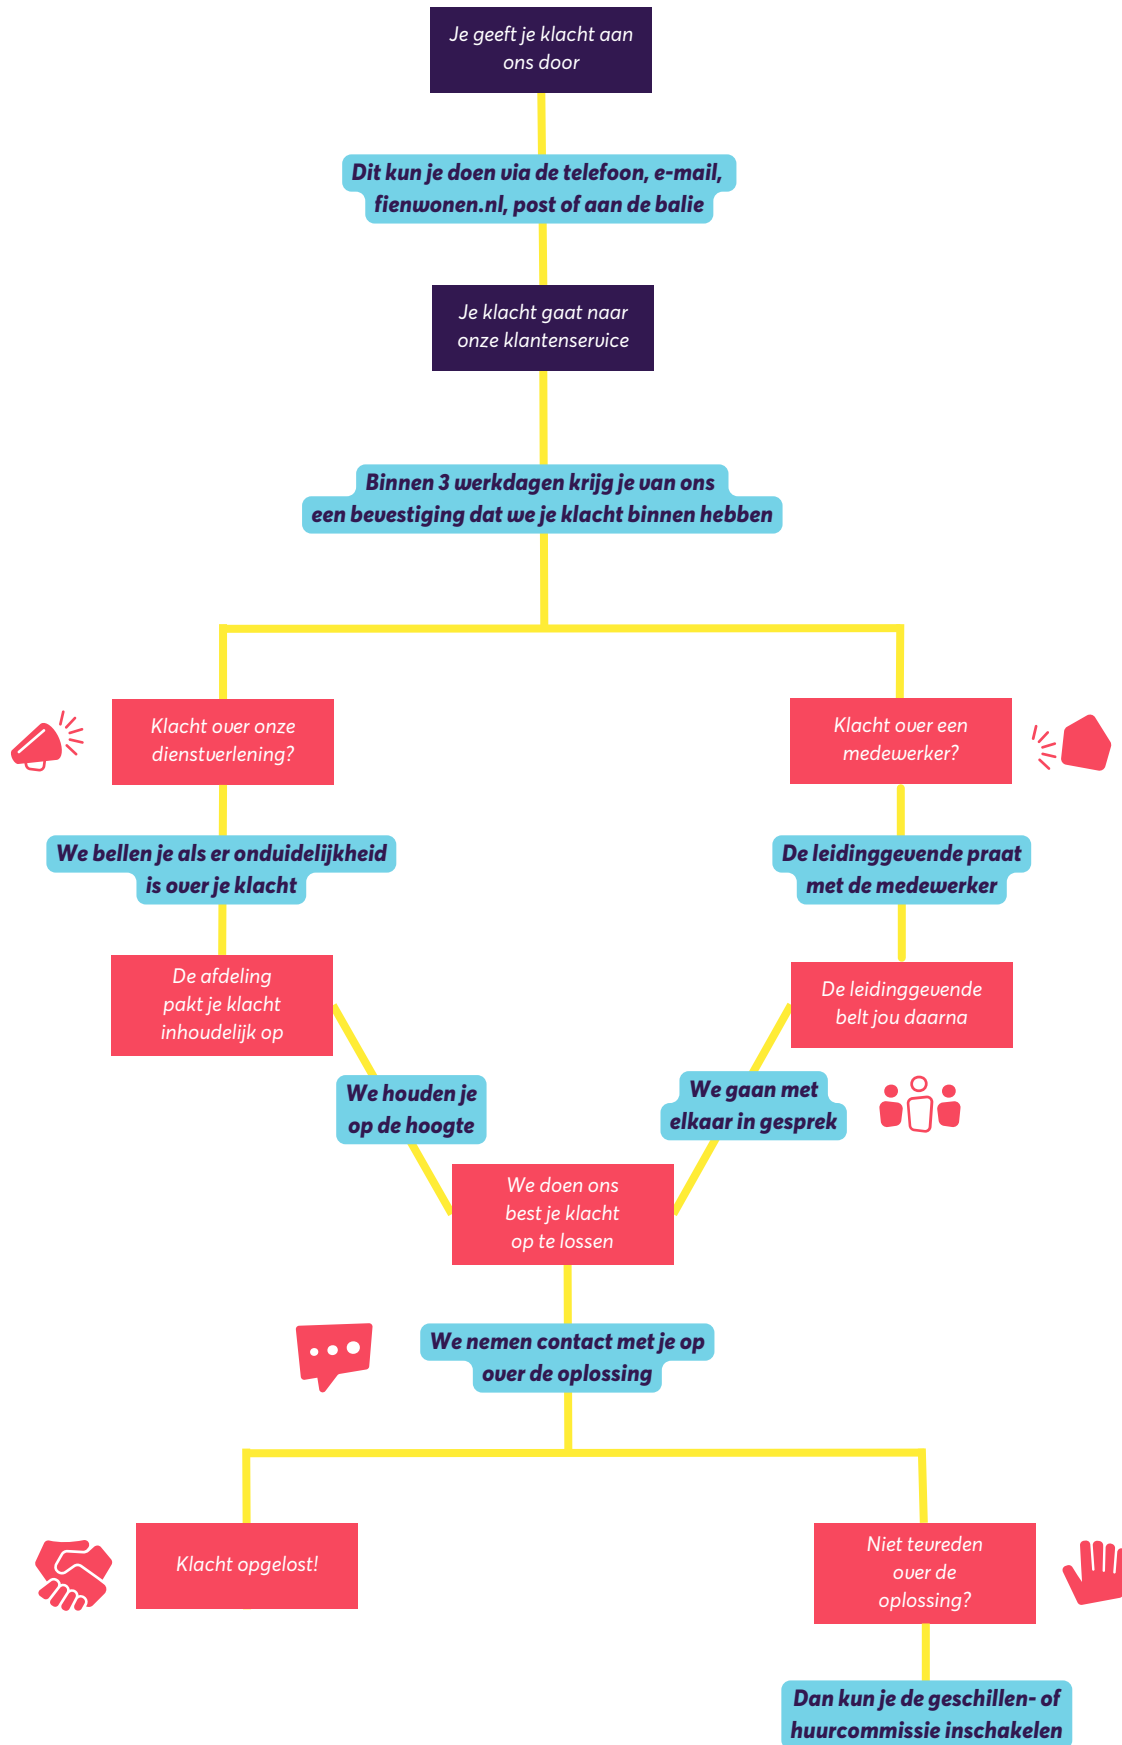 Je geeft je klacht aan
ons door
Dit kun je doen via de telefoon, e-mail,
fienwonen.nl, post of aan de balie
Je klacht gaat naar
onze klantenservice
Binnen 3 werkdagen krijg je van ons
een bevestiging dat we je klacht binnen hebben
Klacht over onze
dienstverlening?
Klacht over een
medewerker?
We bellen je als er onduidelijkheid
is over je klacht
De leidinggevende praat
met de medewerker
De afdeling
pakt je klacht
inhoudelijk op
De leidinggevende
belt jou daarna
We houden je
op de hoogte
We gaan met
elkaar in gesprek
We doen ons
best je klacht
op te lossen
We nemen contact met je op
over de oplossing
Klacht opgelost!
Niet tevreden
over de
oplossing?
Dan kun je de geschillen- of
huurcommissie inschakelen